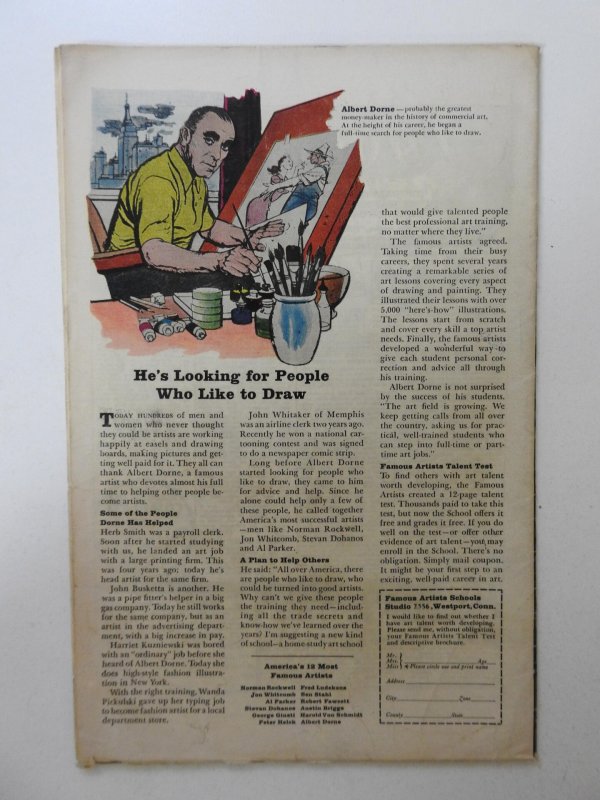 Albert Dorne — probably the greatest
money-maker in the history of commercial art.
At the height of his career, he began a
full-time search for people who like to draw.
He's Looking for People
Who Like to Draw
TODAY HUNDREDS of men and
women who never thought
they could be artists are working
happily at easels and drawing
boards, making pictures and get-
ting well paid for it. They all can
thank Albert Dorne, a famous
artist who devotes almost his full
time to helping other people be-
come artists.
Some of the People
Dorne Has Helped
Herb Smith was a payroll clerk.
Soon after he started studying
with us, he landed an art job
with a large printing firm. This
was four years ago; today he's
head artist for the same firm.
John Busketta is another. He
was a pipe fitter's helper in a big
gas company. Today he still works
for the same company, but as an
artist in the advertising depart-
ment, with a big increase in pay.
Harriet Kuzniewski was bored
with an "ordinary" job before she
heard of Albert Dorne. Today she
does high-style fashion illustra-
tion in New York.
With the right training, Wanda
Pickulski gave up her typing job
to become fashion artist for a local
department store.
John Whitaker of Memphis
was an airline clerk two years ago.
Recently he won a national car-
tooning contest and was signed
to do a newspaper comic strip.
Long before Albert Dorne
started looking for people who
like to draw, they came to him
for advice and help. Since he
alone could help only a few of
these people, he called together
America's most successful artists
—men like Norman Rockwell,
Jon Whitcomb, Stevan Dohanos
and Al Parker.
A Plan to Help Others
He said: "All over America, there
are people who like to draw, who
could be turned into good artists.
Why can't we give these people
the training they need—includ-
ing all the trade secrets and
know-how we've learned over the
years? I'm suggesting a new kind
of school—a home study art school
America's 12 Most
Famous Artists
Norman Rockwell Fred Ludekens
Jon Whitcomb Ben Stahl
Al Parker Robert Fawcett
Stevan Dohanos Austin Briggs
George Giusti Harold Von Schmidt
Peter Helck Albert Dorne
that would give talented people
the best professional art training,
no matter where they live."
The famous artists agreed.
Taking time from their busy
careers, they spent several years
creating a remarkable series of
art lessons covering every aspect
of drawing and painting. They
illustrated their lessons with over
5,000 "here's-how" illustrations.
The lessons start from scratch
and cover every skill a top artist
needs. Finally, the famous artists
developed a wonderful way to
give each student personal cor-
rection and advice all through
his training.
Albert Dorne is not surprised
by the success of his students.
"The art field is growing. We
keep getting calls from all over
the country, asking us for prac-
tical, well-trained students who
can step into full-time or part-
time art jobs."
Famous Artists Talent Test
To find others with art talent
worth developing, the Famous
Artists created a 12-page talent
test. Thousands paid to take this
test, but now the School offers it
free and grades it free. If you do
well on the test—or offer other
evidence of art talent—you may
enroll in the School. There's no
obligation. Simply mail coupon.
It might be your first step to an
exciting, well-paid career in art.
Famous Artists Schools
Studio 7556, Westport, Conn.
I would like to find out whether I
have art talent worth developing.
Please send me, without obligation,
your Famous Artists Talent Test
and descriptive brochure.
Mr.
Mrs. Age
Miss Please circle one and print name
Address
City Zone
County State